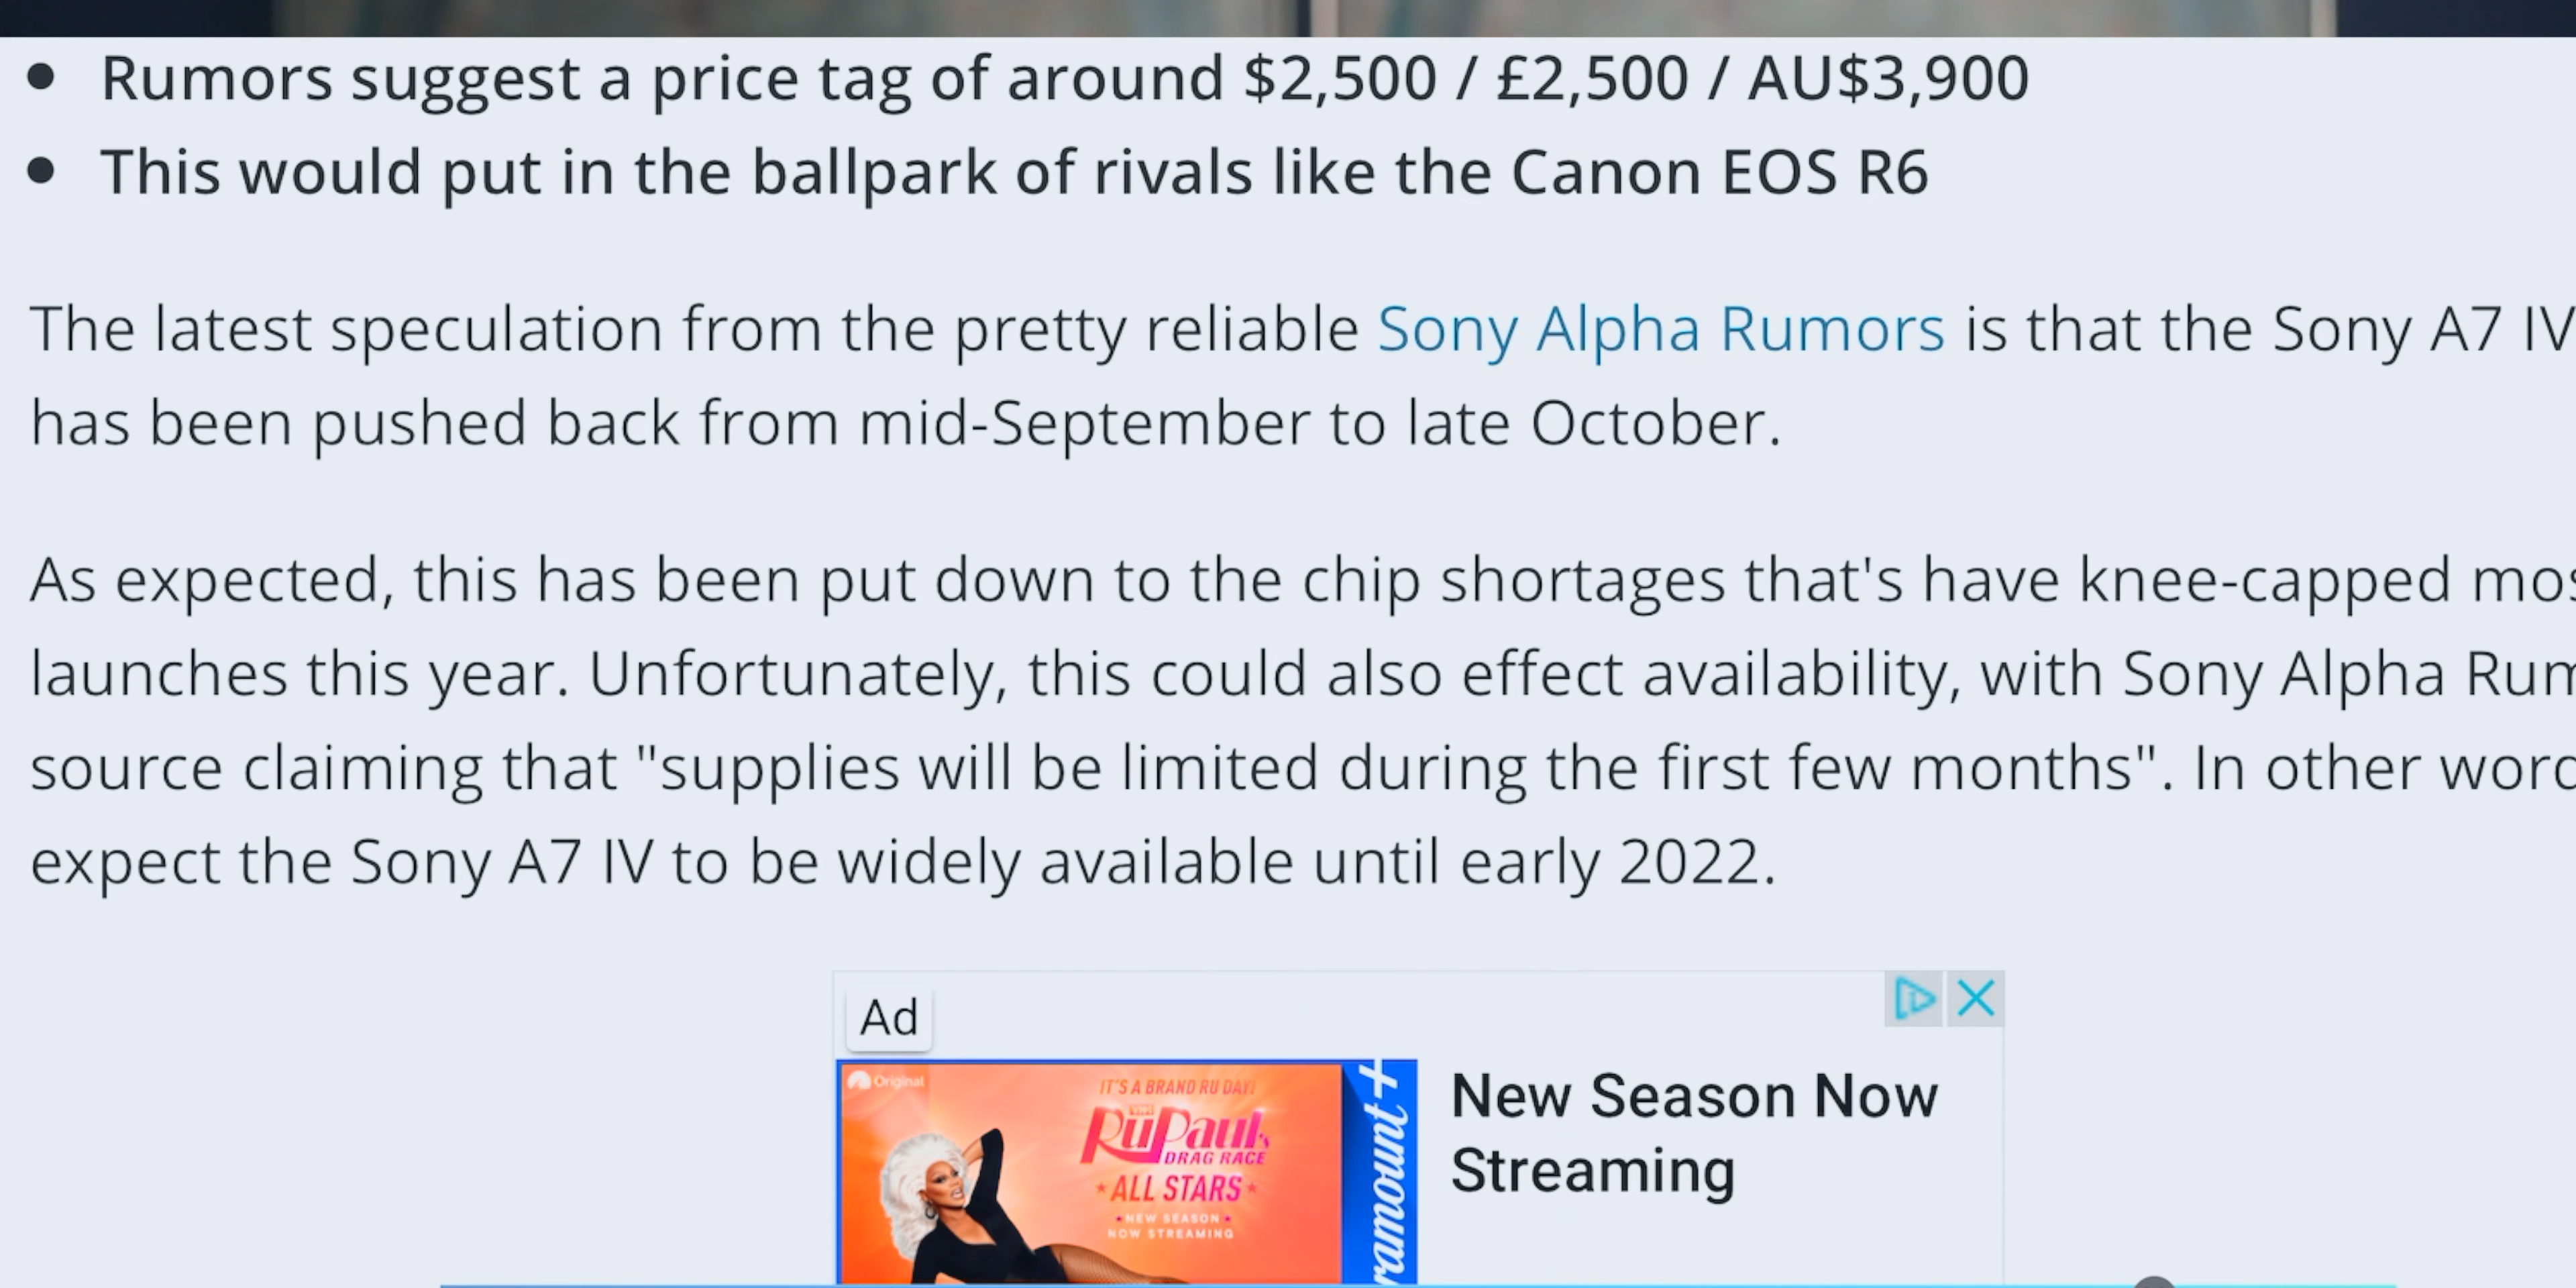 Rumors suggest a price tag of around $2,500 / £2,500 / AU$3,900
This would put in the ballpark of rivals like the Canon EOS R6
The latest speculation from the pretty reliable Sony Alpha Rumors is that the Sony A7 IV
has been pushed back from mid-September to late October.
As expected, this has been put down to the chip shortages that's have knee-capped mos
launches this year. Unfortunately, this could also effect availability, with Sony Alpha Rum
source claiming that "supplies will be limited during the first few months". In other word
expect the Sony A7 IV to be widely available until early 2022.
Ad
Original
IT'S A BRAND RU DAY!
VH1
RuPaul's
DRAG RACE
ALL STARS
NEW SEASON
NOW STREAMING
ramount+
New Season Now
Streaming